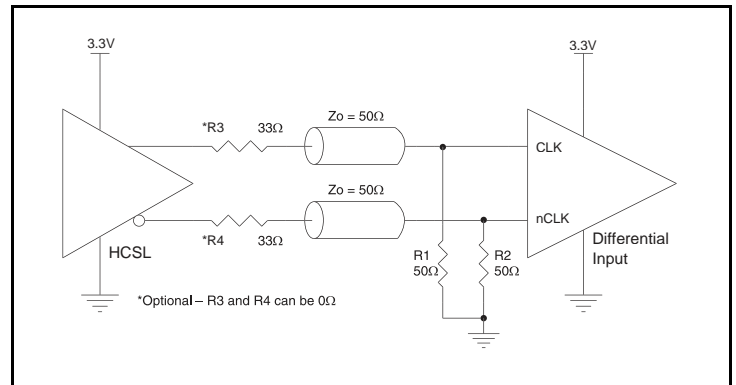 3.3V
3.3V
*R3 33Ω
Zo = 50Ω
CLK
Zo = 50Ω
nCLK
*R4 33Ω
HCSL
R1
50Ω
R2
50Ω
Differential
Input
*Optional – R3 and R4 can be 0Ω